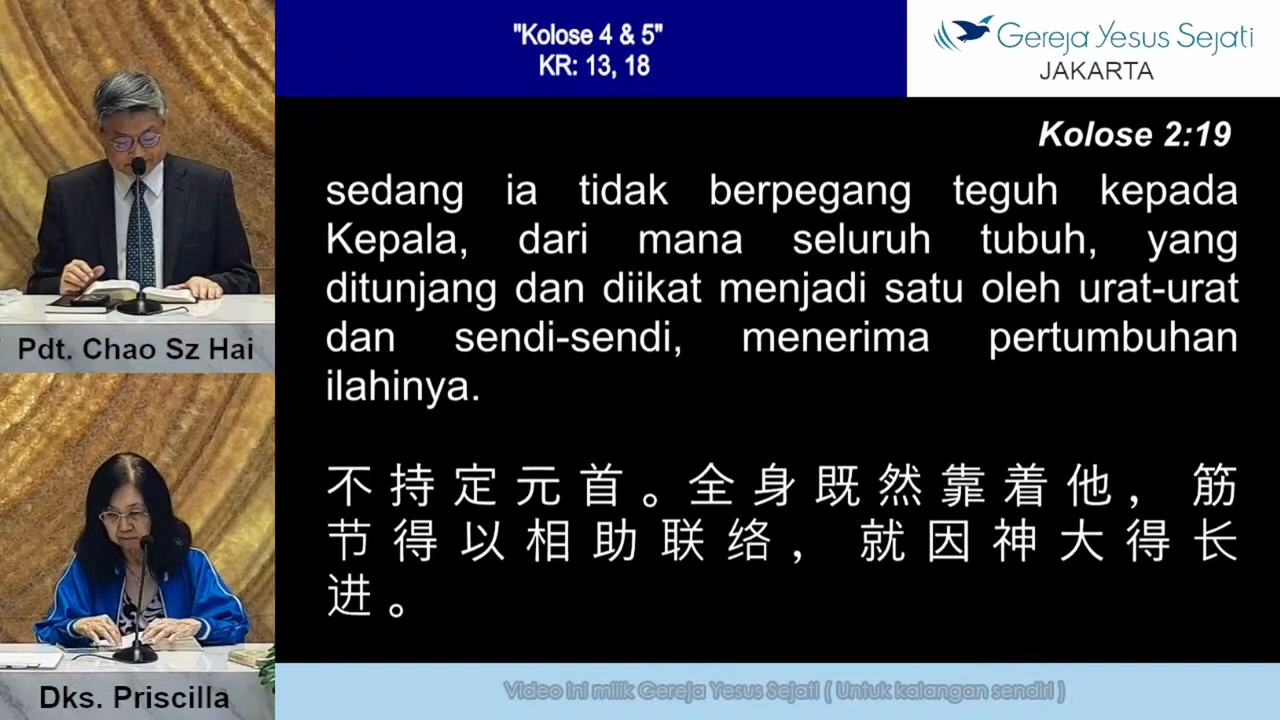 "Kolose 4 & 5"
KR: 13, 18
Gereja Yesus Sejati
JAKARTA
Kolose 2:19
sedang ia tidak berpegang teguh kepada
Kepala, dari mana seluruh tubuh, yang
ditunjang dan diikat menjadi satu oleh urat-urat
dan sendi-sendi, menerima pertumbuhan
ilahinya.
不持定元首。全身既然靠着他，筋
节得以相助联络，就因神大得长
进。
Pdt. Chao Sz Hai
Dks. Priscilla
Video ini milik Gereja Yesus Sejati ( Untuk kalangan sendiri )